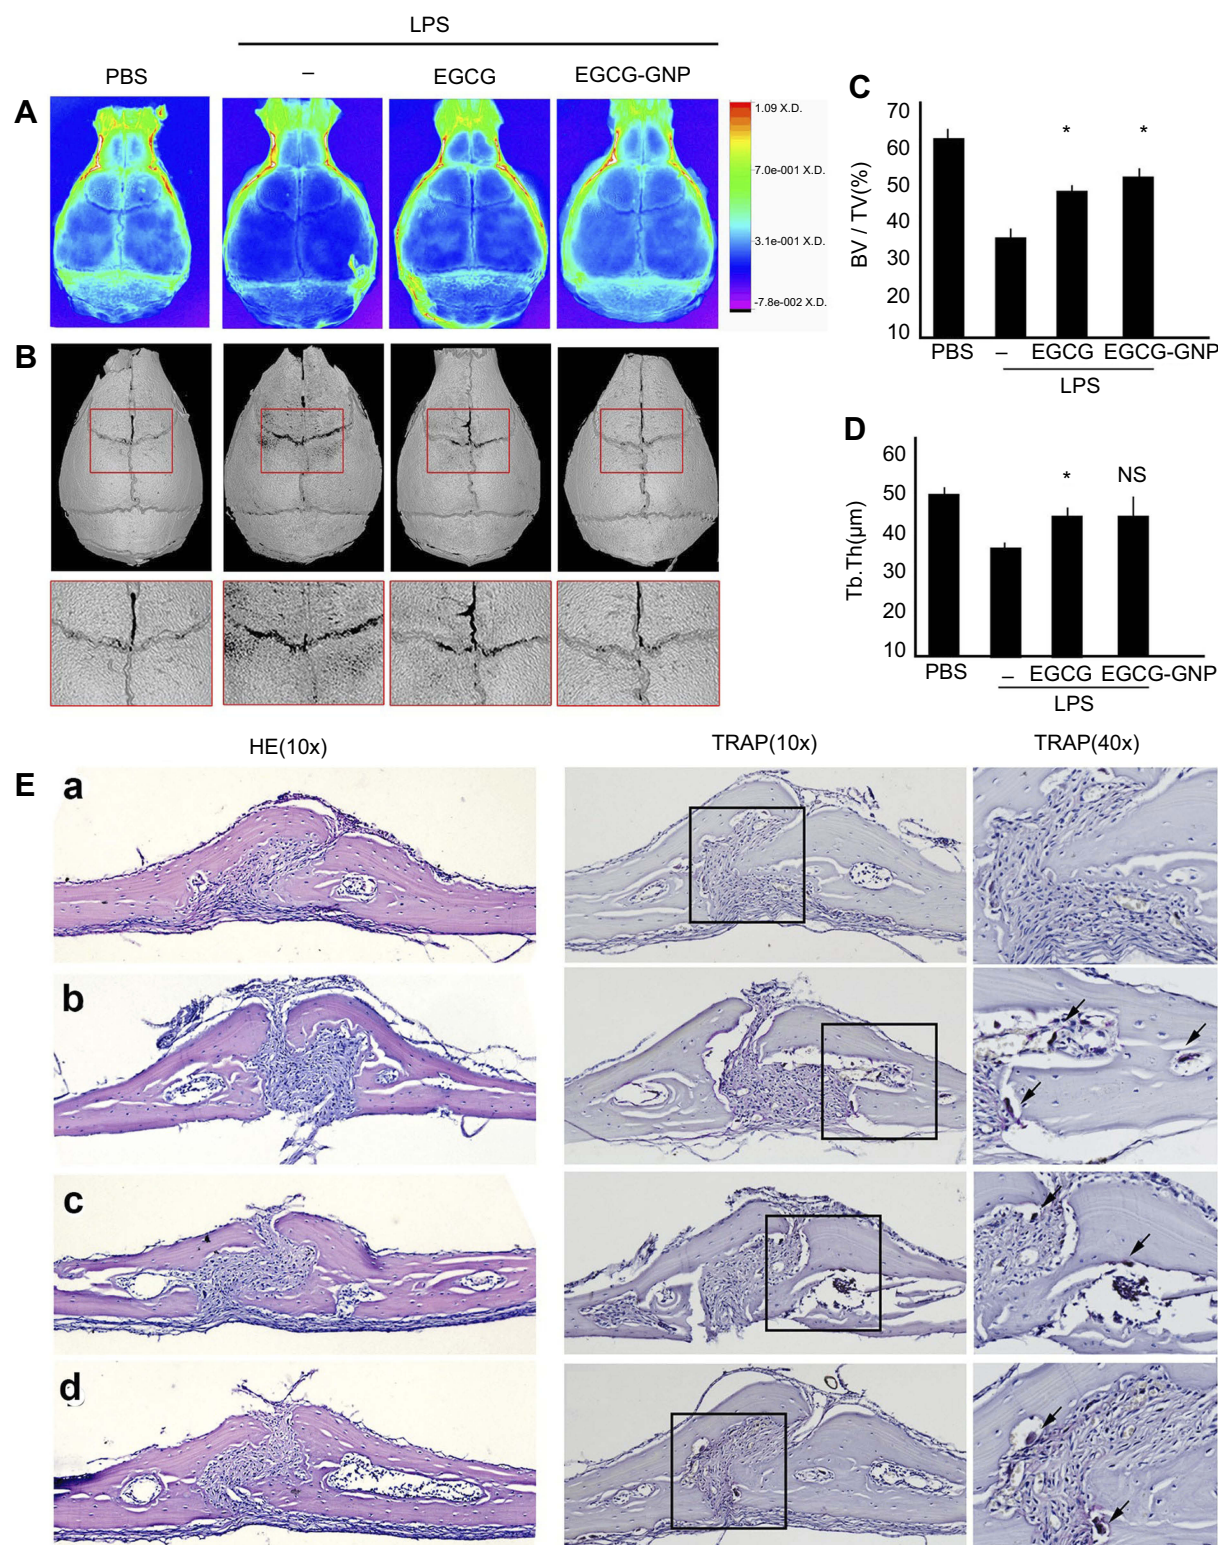 LPS
PBS
–
EGCG
EGCG-GNP
A
1.09 X.D.
7.0e-001 X.D.
3.1e-001 X.D.
-7.8e-002 X.D.
B
C
BV / TV(%)
70
60
50
40
30
20
10
*
*
PBS
–
EGCG
EGCG-GNP
LPS
D
Tb.Th(μm)
60
50
40
30
20
10
*
NS
PBS
–
EGCG
EGCG-GNP
LPS
HE(10x)
TRAP(10x)
TRAP(40x)
E
a
b
c
d